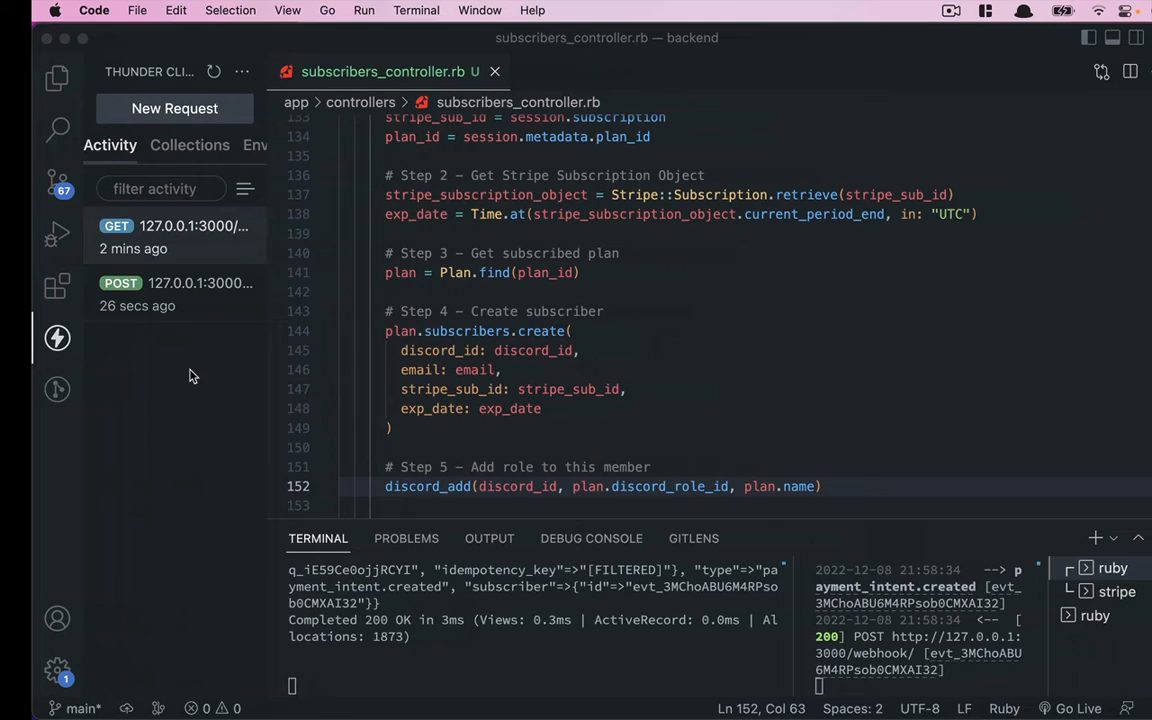 Code File Edit Selection View Go Run Terminal Window Help
subscribers_controller.rb — backend
THUNDER CLI...
subscribers_controller.rb U
New Request
app > controllers > subscribers_controller.rb
Activity Collections Env
filter activity
GET 127.0.0.1:3000/...
2 mins ago
POST 127.0.0.1:3000...
26 secs ago
67
133 stripe_sub_id = session.subscription
134 plan_id = session.metadata.plan_id
135
136 # Step 2 – Get Stripe Subscription Object
137 stripe_subscription_object = Stripe::Subscription.retrieve(stripe_sub_id)
138 exp_date = Time.at(stripe_subscription_object.current_period_end, in: "UTC")
139
140 # Step 3 – Get subscribed plan
141 plan = Plan.find(plan_id)
142
143 # Step 4 – Create subscriber
144 plan.subscribers.create(
145 discord_id: discord_id,
146 email: email,
147 stripe_sub_id: stripe_sub_id,
148 exp_date: exp_date
149 )
150
151 # Step 5 – Add role to this member
152 discord_add(discord_id, plan.discord_role_id, plan.name)
153
TERMINAL PROBLEMS OUTPUT DEBUG CONSOLE GITLENS
q_iE59Ce0ojjRCYI", "idempotency_key"=>"[FILTERED]"}, "type"=>"pa
yment_intent.created", "subscriber"=>{"id"=>"evt_3MChoABU6M4RPso
b0CMXAI32"}}
Completed 200 OK in 3ms (Views: 0.3ms | ActiveRecord: 0.0ms | Al
locations: 1873)
2022-12-08 21:58:34 --> p
ayment_intent.created [evt_
3MChoABU6M4RPsob0CMXAI32]
2022-12-08 21:58:34 <-- [
200] POST http://127.0.0.1:
3000/webhook/ [evt_3MChoABU
6M4RPsob0CMXAI32]
ruby
stripe
ruby
1
main* 0 0 Ln 152, Col 63 Spaces: 2 UTF-8 LF Ruby Go Live